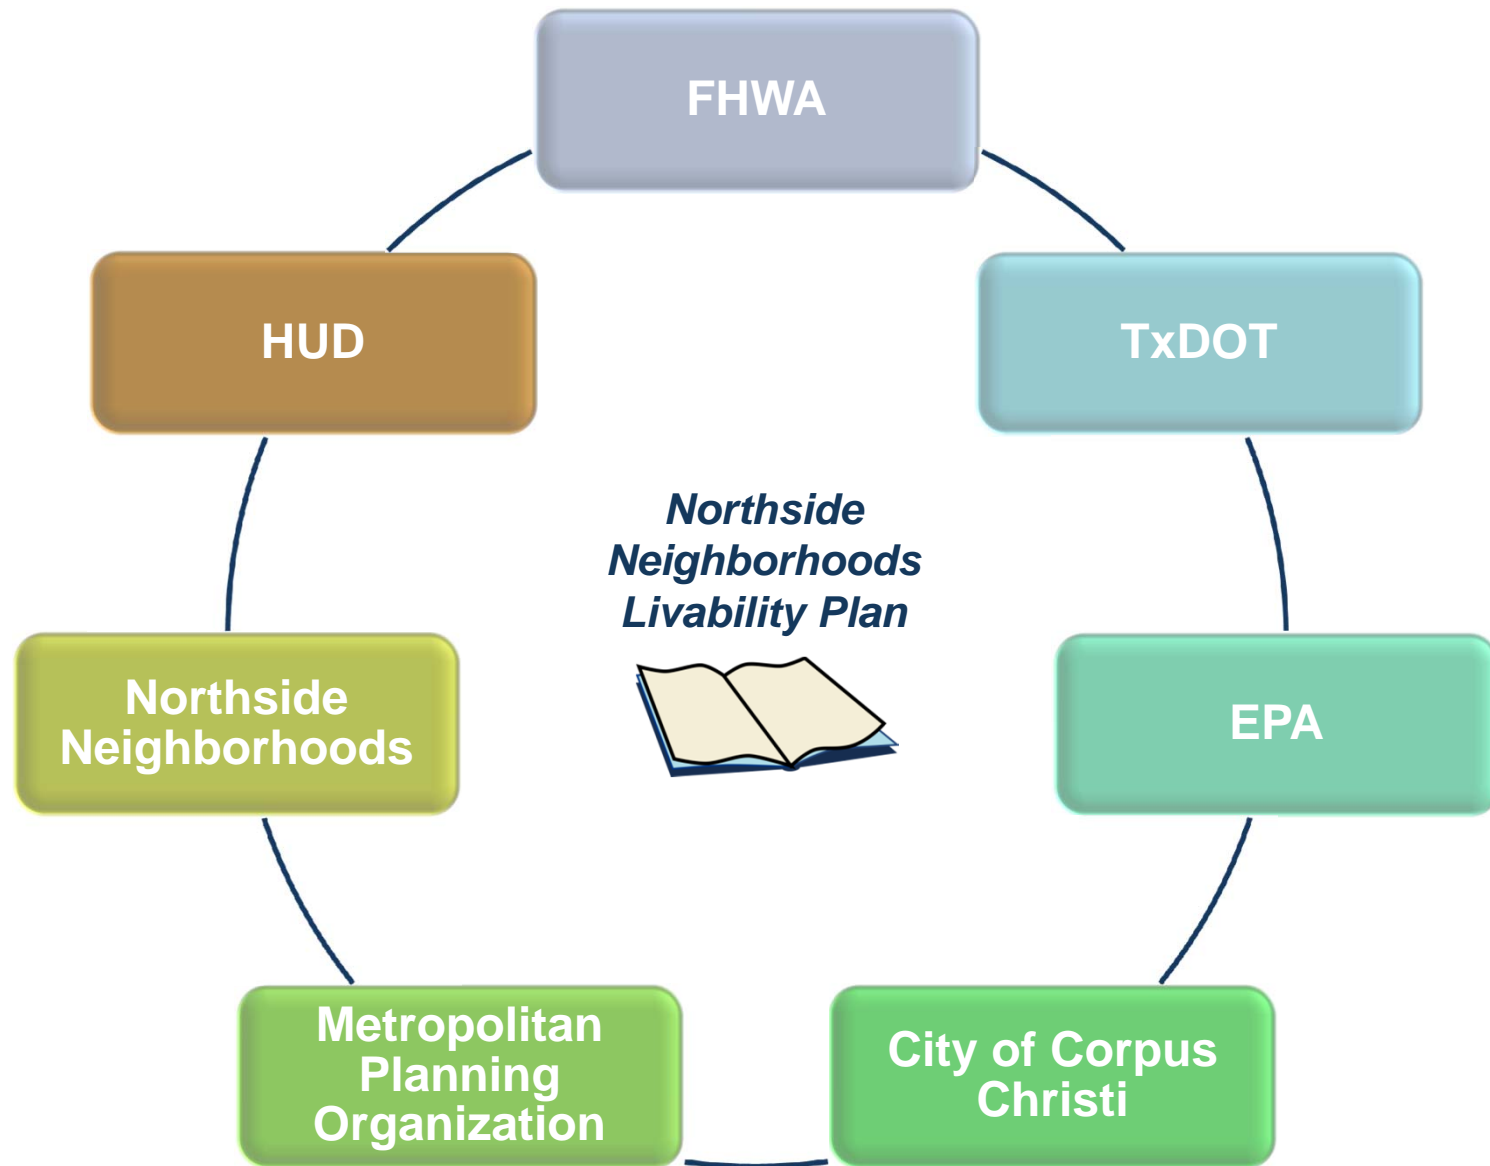 FHWA
HUD
TxDOT
Northside
Neighborhoods
Livability Plan
Northside
Neighborhoods
EPA
Metropolitan
Planning
Organization
City of Corpus
Christi